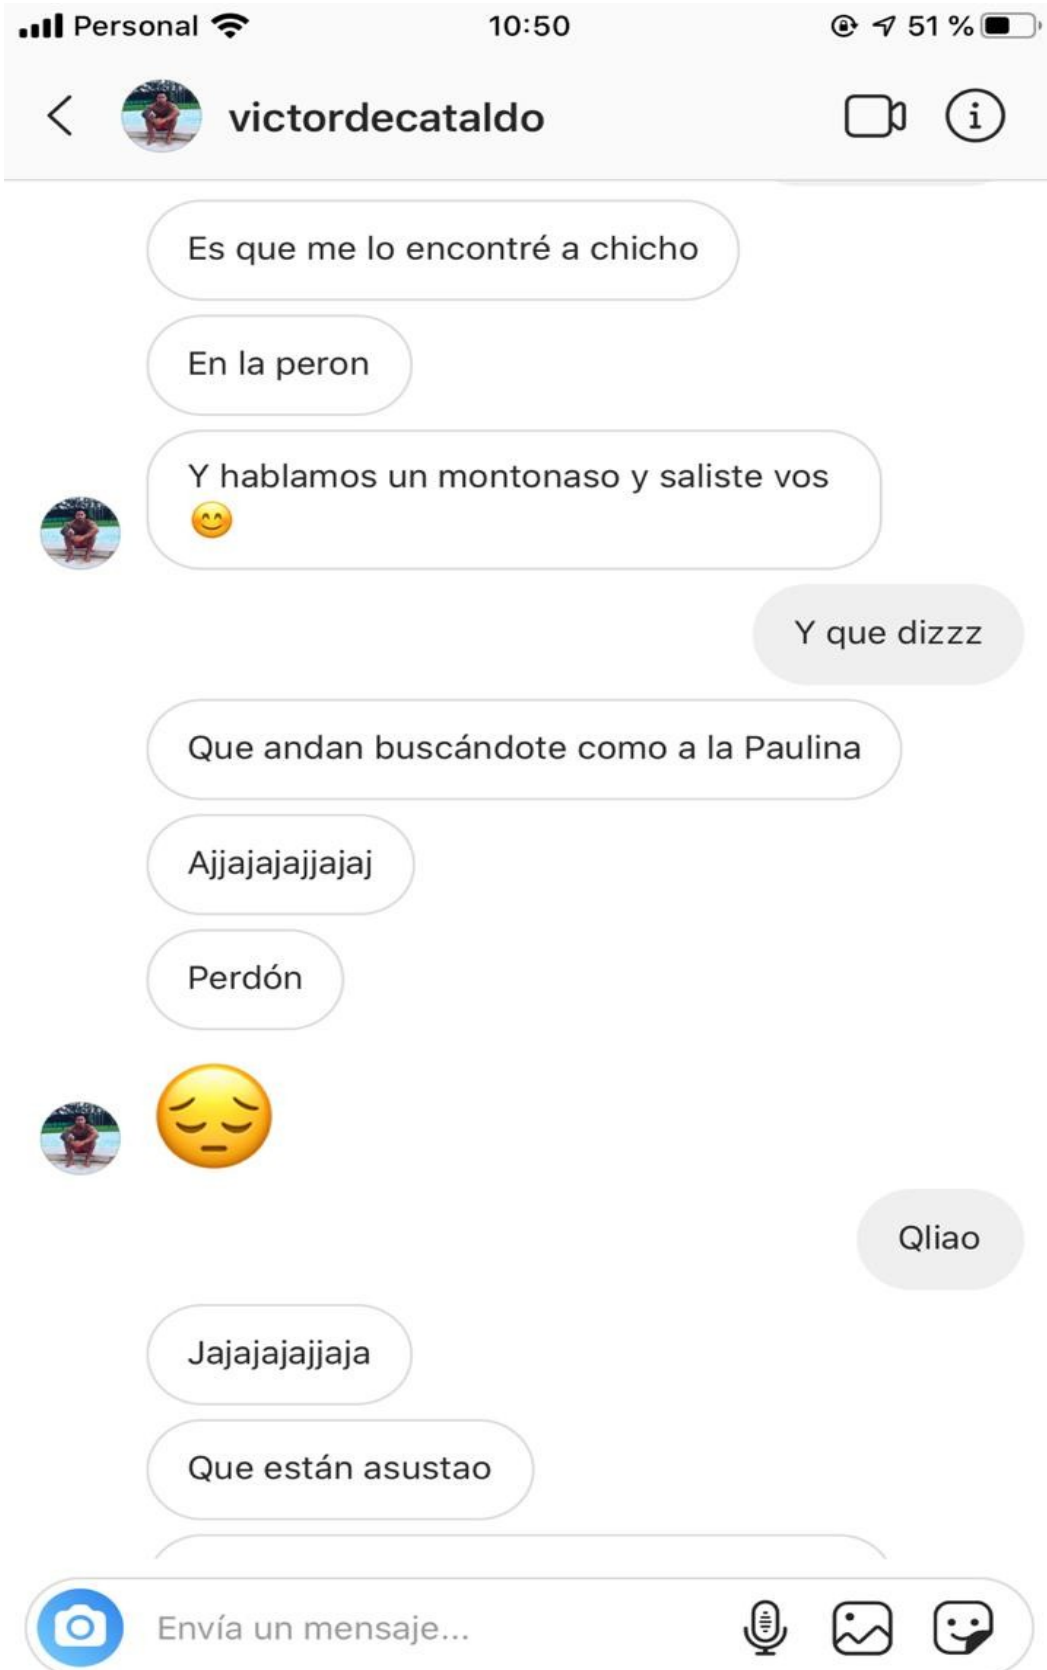 Personal 10:50 51 %
victordecataldo
Es que me lo encontré a chicho
En la peron
Y hablamos un montonaso y saliste vos
😊
Y que dizzz
Que andan buscándote como a la Paulina
Ajjajajajjajaj
Perdón
😔
Qliao
Jajajajajjaja
Que están asustao
Envía un mensaje...